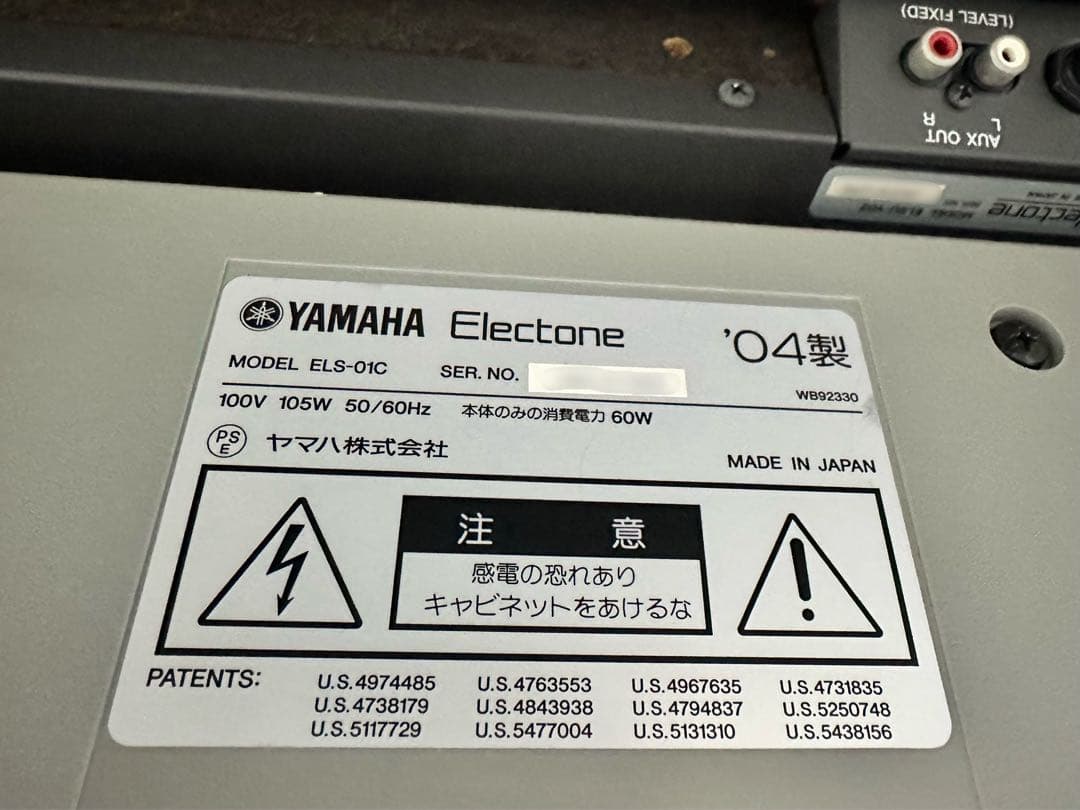 (LEVEL FIXED)
R
L
AUX OUT
YAMAHA Electone '04製
MODEL ELS-01C SER. NO.
WB92330
100V 105W 50/60Hz 本体のみの消費電力 60W
PSE ヤマハ株式会社
MADE IN JAPAN
注意
感電の恐れあり
キャビネットをあけるな
PATENTS: U.S.4974485 U.S.4763553 U.S.4967635 U.S.4731835
U.S.4738179 U.S.4843938 U.S.4794837 U.S.5250748
U.S.5117729 U.S.5477004 U.S.5131310 U.S.5438156